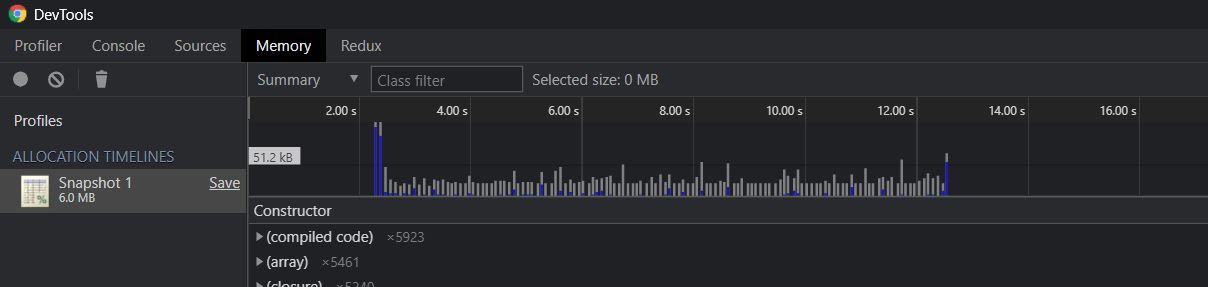 DevTools
Profiler Console Sources Memory Redux
Summary ▼ Class filter Selected size: 0 MB
Profiles
ALLOCATION TIMELINES
Snapshot 1 Save
6.0 MB
2.00 s 4.00 s 6.00 s 8.00 s 10.00 s 12.00 s 14.00 s 16.00 s
51.2 kB
Constructor
(compiled code) ×5923
(array) ×5461
(closure) ×5240